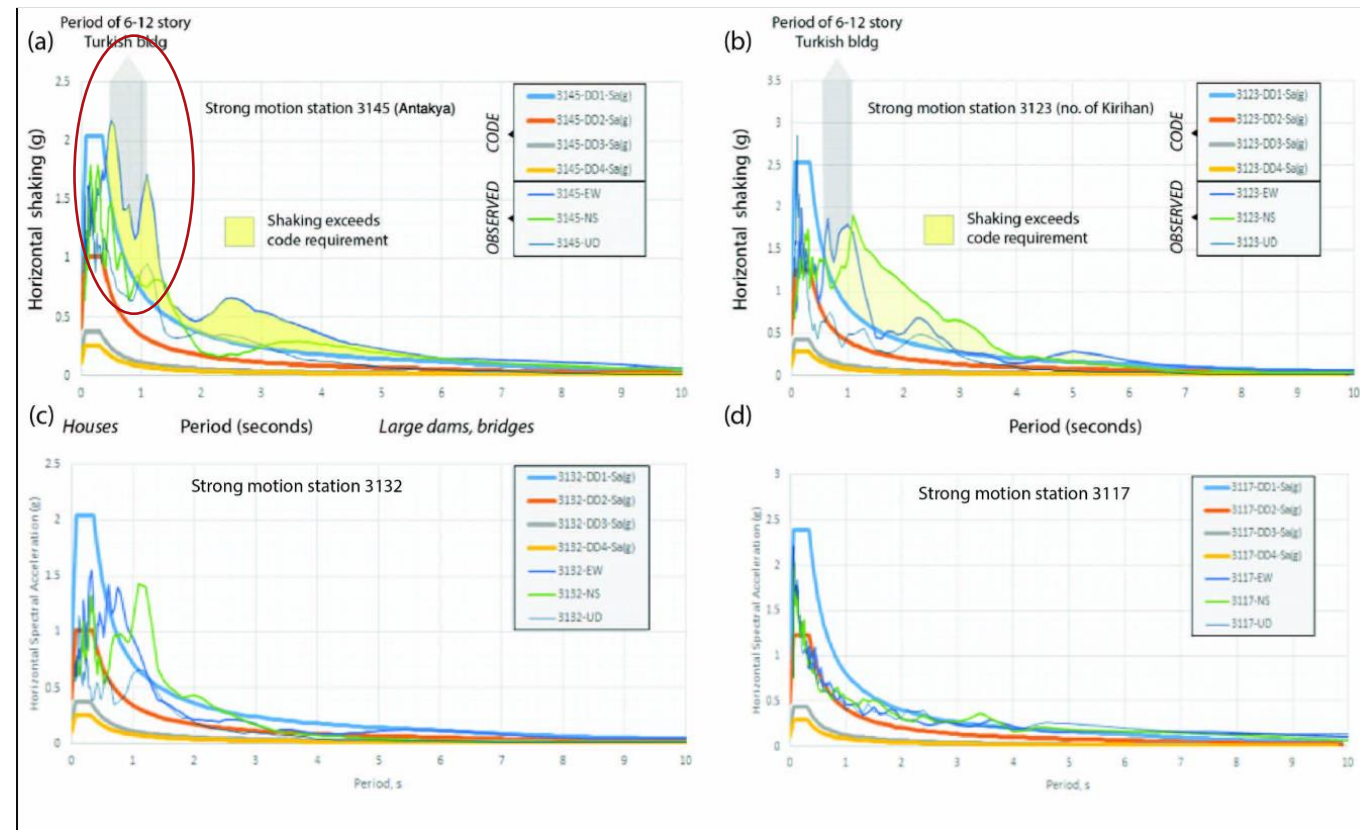 Period of 6-12 story
Turkish bldg
(a)
Strong motion station 3145 (Antakya)
Horizontal shaking (g)
2.5
2
1.5
1
0.5
0
0 1 2 3 4 5 6 7 8 9 10
CODE
3145-DD1-Sa(g)
3145-DD2-Sa(g)
3145-DD3-Sa(g)
3145-DD4-Sa(g)
OBSERVED
3145-EW
3145-NS
3145-UD
Shaking exceeds
code requirement
Period of 6-12 story
Turkish bldg
(b)
Strong motion station 3123 (no. of Kirihan)
Horizontal shaking (g)
3.5
3
2.5
2
1.5
1
0.5
0
0 1 2 3 4 5 6 7 8 9 10
CODE
3123-DD1-Sa(g)
3123-DD2-Sa(g)
3123-DD3-Sa(g)
3123-DD4-Sa(g)
OBSERVED
3123-EW
3123-NS
3123-UD
Shaking exceeds
code requirement
(c)
Houses
Period (seconds)
Large dams, bridges
Strong motion station 3132
Horizontal Spectral Acceleration (g)
2.5
2
1.5
1
0.5
0
0 1 2 3 4 5 6 7 8 9 10
Period, s
3132-DD1-Sa(g)
3132-DD2-Sa(g)
3132-DD3-Sa(g)
3132-DD4-Sa(g)
3132-EW
3132-NS
3132-UD
(d)
Period (seconds)
Strong motion station 3117
Horizontal Spectral Acceleration (g)
3
2.5
2
1.5
1
0.5
0
0 1 2 3 4 5 6 7 8 9 10
Period, s
3117-DD1-Sa(g)
3117-DD2-Sa(g)
3117-DD3-Sa(g)
3117-DD4-Sa(g)
3117-EW
3117-NS
3117-UD